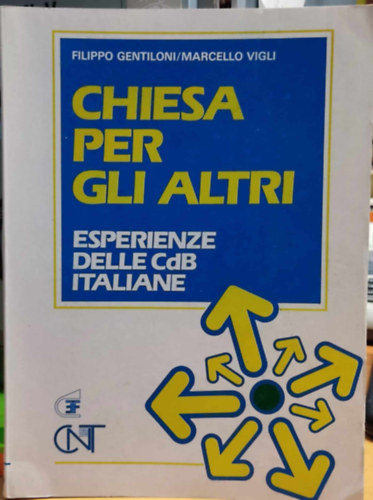 FILIPPO GENTILONI/MARCELLO VIGLI
CHIESA
PER
GLI ALTRI
ESPERIENZE
DELLE CdB
ITALIANE
CNT